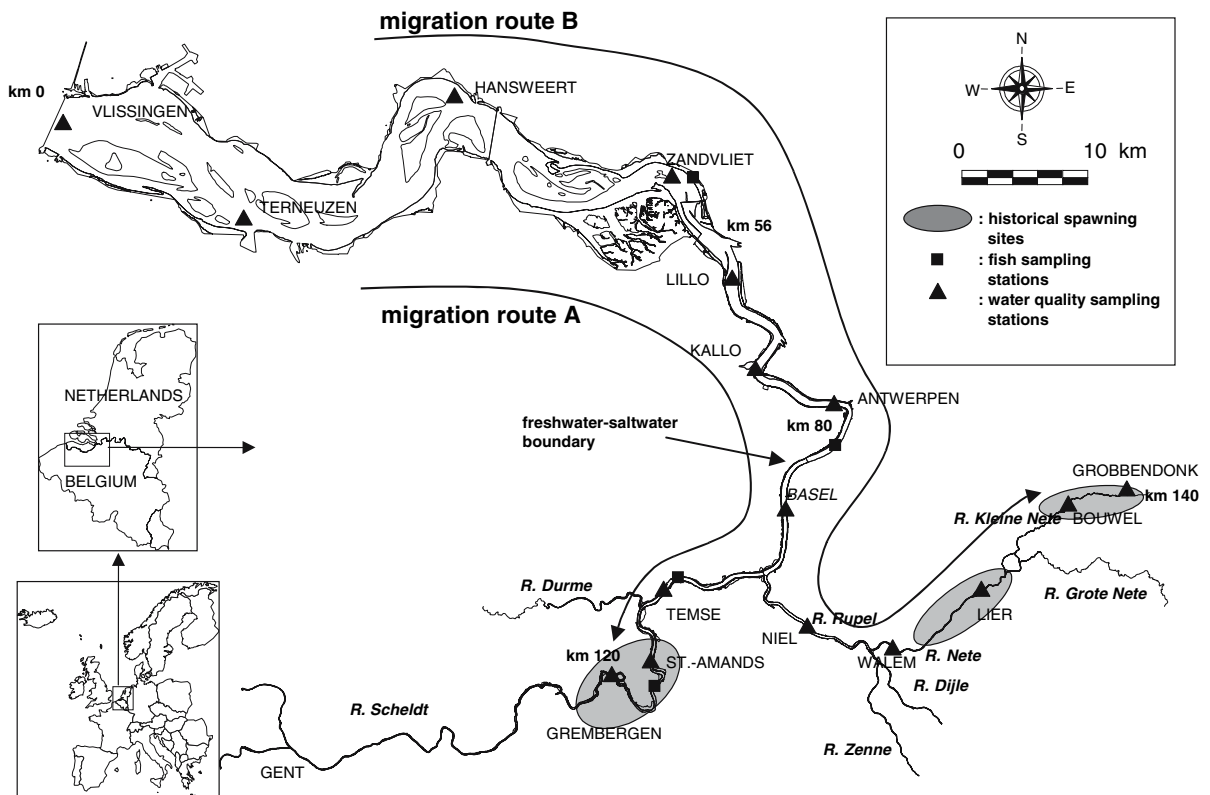 migration route B
km 0
VLISSINGEN
HANSWEERT
TERNEUZEN
ZANDVLIET
km 56
LILLO
migration route A
KALLO
ANTWERPEN
km 80
freshwater-saltwater
boundary
BASEL
N
W
E
S
0 10 km
: historical spawning
sites
: fish sampling
stations
: water quality sampling
stations
NETHERLANDS
BELGIUM
GROBBENDONK
km 140
R. Kleine Nete
BOUWEL
R. Grote Nete
R. Durme
TEMSE
R. Rupel
LIER
NIEL
WALEM
R. Nete
R. Dijle
R. Zenne
km 120
ST.-AMANDS
GREMBERGEN
R. Scheldt
GENT